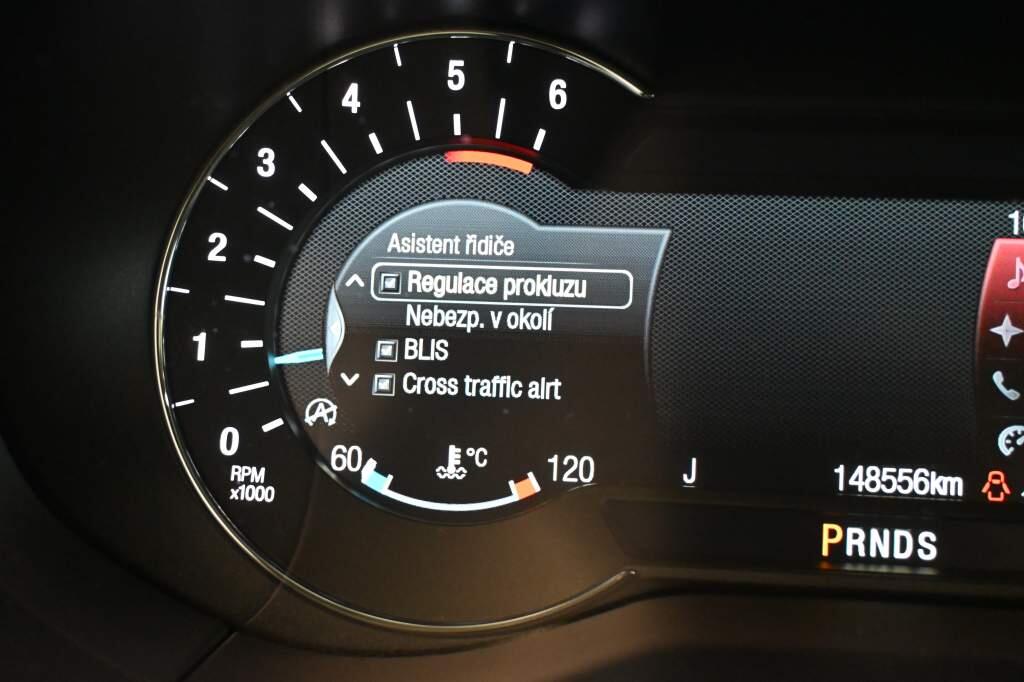 6
5
4
3
2
1
0
RPM
x1000
Asistent řidiče
Regulace prokluzu
Nebezp. v okolí
BLIS
Cross traffic alrt
60
°C
120
J
148556km
PRNDS